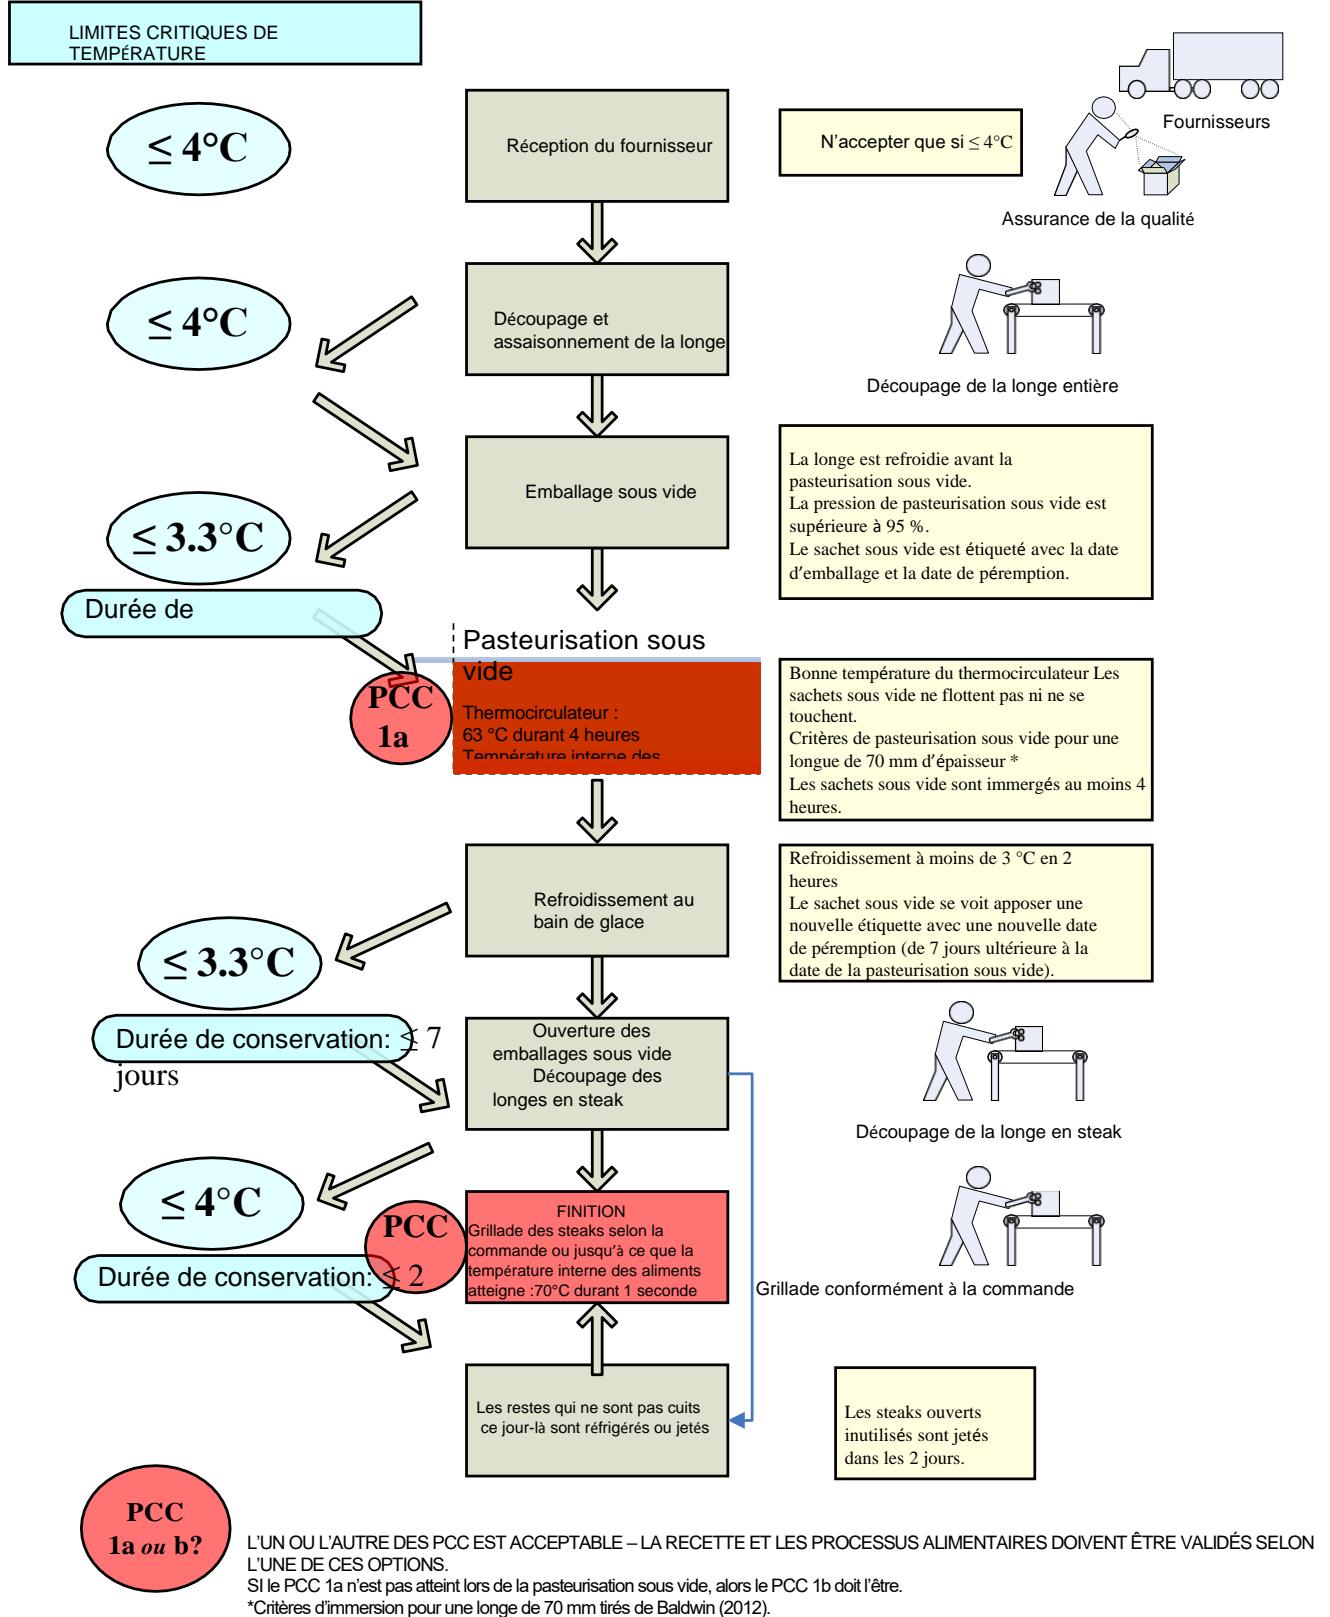 LIMITES CRITIQUES DE
TEMPÉRATURE
Fournisseurs
≤ 4°C
Réception du fournisseur
N’accepter que si ≤ 4°C
Assurance de la qualité
≤ 4°C
Découpage et
assaisonnement de la longe
Découpage de la longe entière
Emballage sous vide
La longe est refroidie avant la
pasteurisation sous vide.
La pression de pasteurisation sous vide est
supérieure à 95 %.
Le sachet sous vide est étiqueté avec la date
d’emballage et la date de péremption.
≤ 3.3°C
Durée de
Pasteurisation sous
vide
PCC
1a
Thermocirculateur :
63 °C durant 4 heures
Température interne des
Bonne température du thermocirculateur Les
sachets sous vide ne flottent pas ni ne se
touchent.
Critères de pasteurisation sous vide pour une
longue de 70 mm d’épaisseur *
Les sachets sous vide sont immergés au moins 4
heures.
Refroidissement au
bain de glace
Refroidissement à moins de 3 °C en 2
heures
Le sachet sous vide se voit apposer une
nouvelle étiquette avec une nouvelle date
de péremption (de 7 jours ultérieure à la
date de la pasteurisation sous vide).
≤ 3.3°C
Durée de conservation: ≤ 7
jours
Ouverture des
emballages sous vide
Découpage des
longes en steak
Découpage de la longe en steak
≤ 4°C
Durée de conservation: ≤ 2
PCC
FINITION
Grillade des steaks selon la
commande ou jusqu’à ce que la
température interne des aliments
atteigne :70°C durant 1 seconde
Grillade conformément à la commande
Les restes qui ne sont pas cuits
ce jour-là sont réfrigérés ou jetés
Les steaks ouverts
inutilisés sont jetés
dans les 2 jours.
PCC
1a ou b?
L’UN OU L’AUTRE DES PCC EST ACCEPTABLE – LA RECETTE ET LES PROCESSUS ALIMENTAIRES DOIVENT ÊTRE VALIDÉS SELON
L’UNE DE CES OPTIONS.
SI le PCC 1a n’est pas atteint lors de la pasteurisation sous vide, alors le PCC 1b doit l’être.
*Critères d’immersion pour une longe de 70 mm tirés de Baldwin (2012).